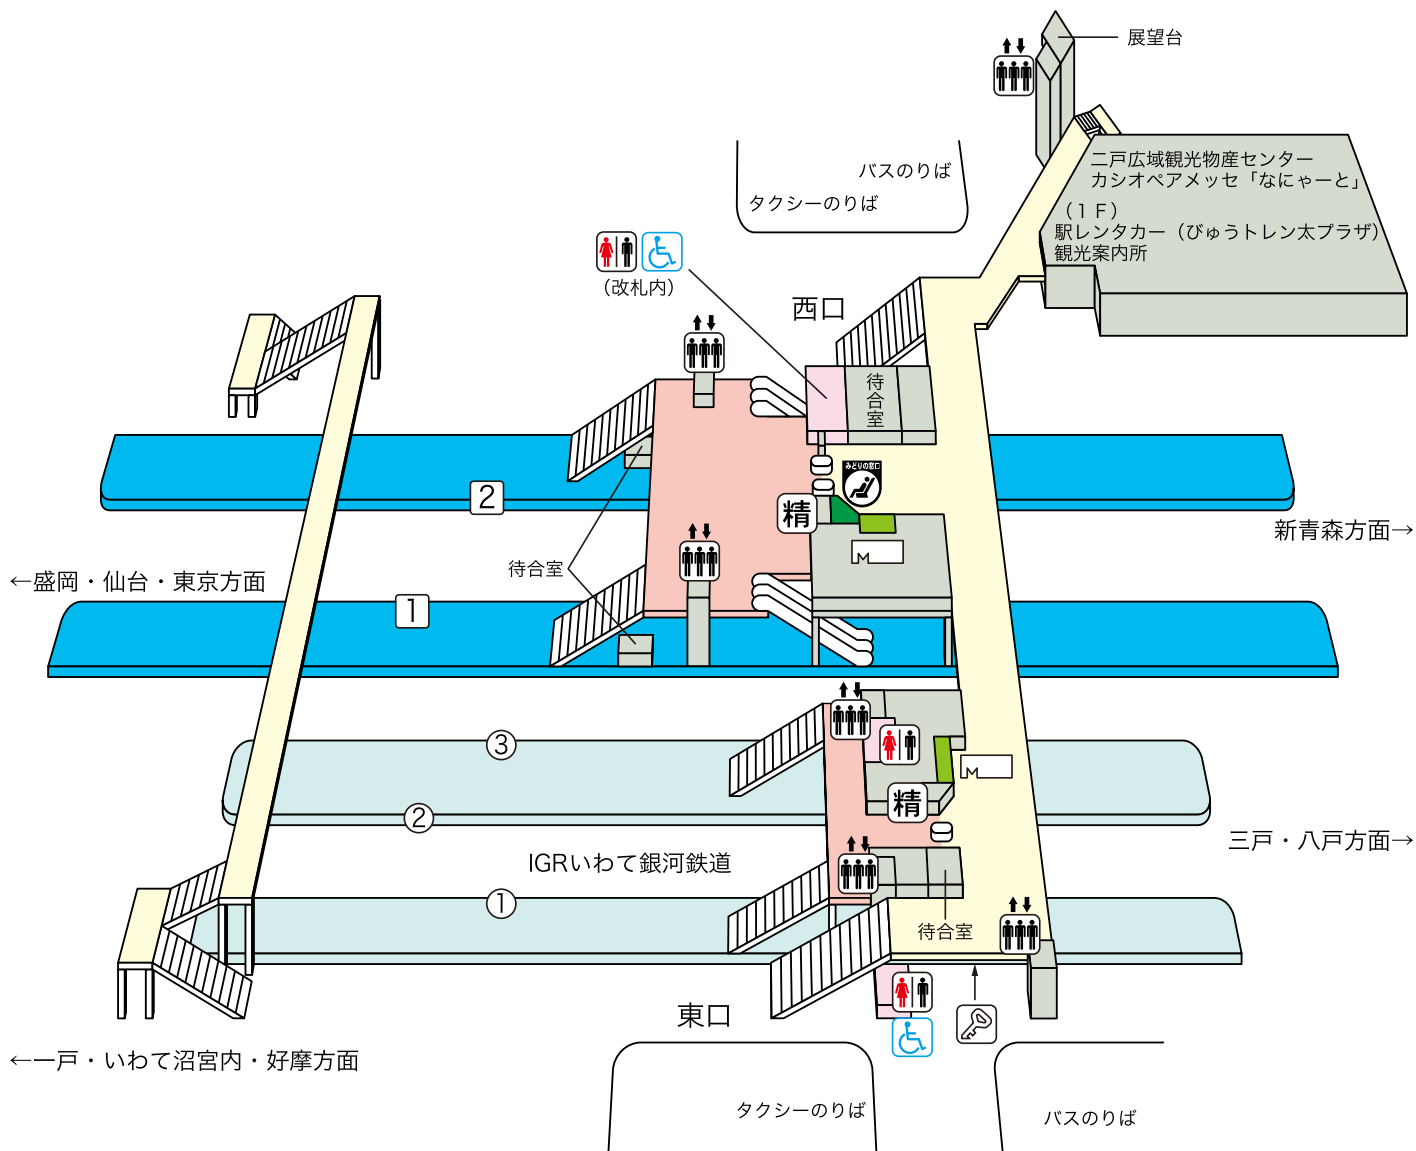 展望台
二戸広域観光物産センター
カシオペアメッセ「なにゃーと」
（１Ｆ）
駅レンタカー（びゅうトレン太プラザ）
観光案内所
バスのりば
タクシーのりば
（改札内）
西口
待合室
みどりの窓口
2
精
新青森方面→
待合室
←盛岡・仙台・東京方面
1
M
3
2
M
精
三戸・八戸方面→
IGRいわて銀河鉄道
1
待合室
東口
←一戸・いわて沼宮内・好摩方面
タクシーのりば
バスのりば